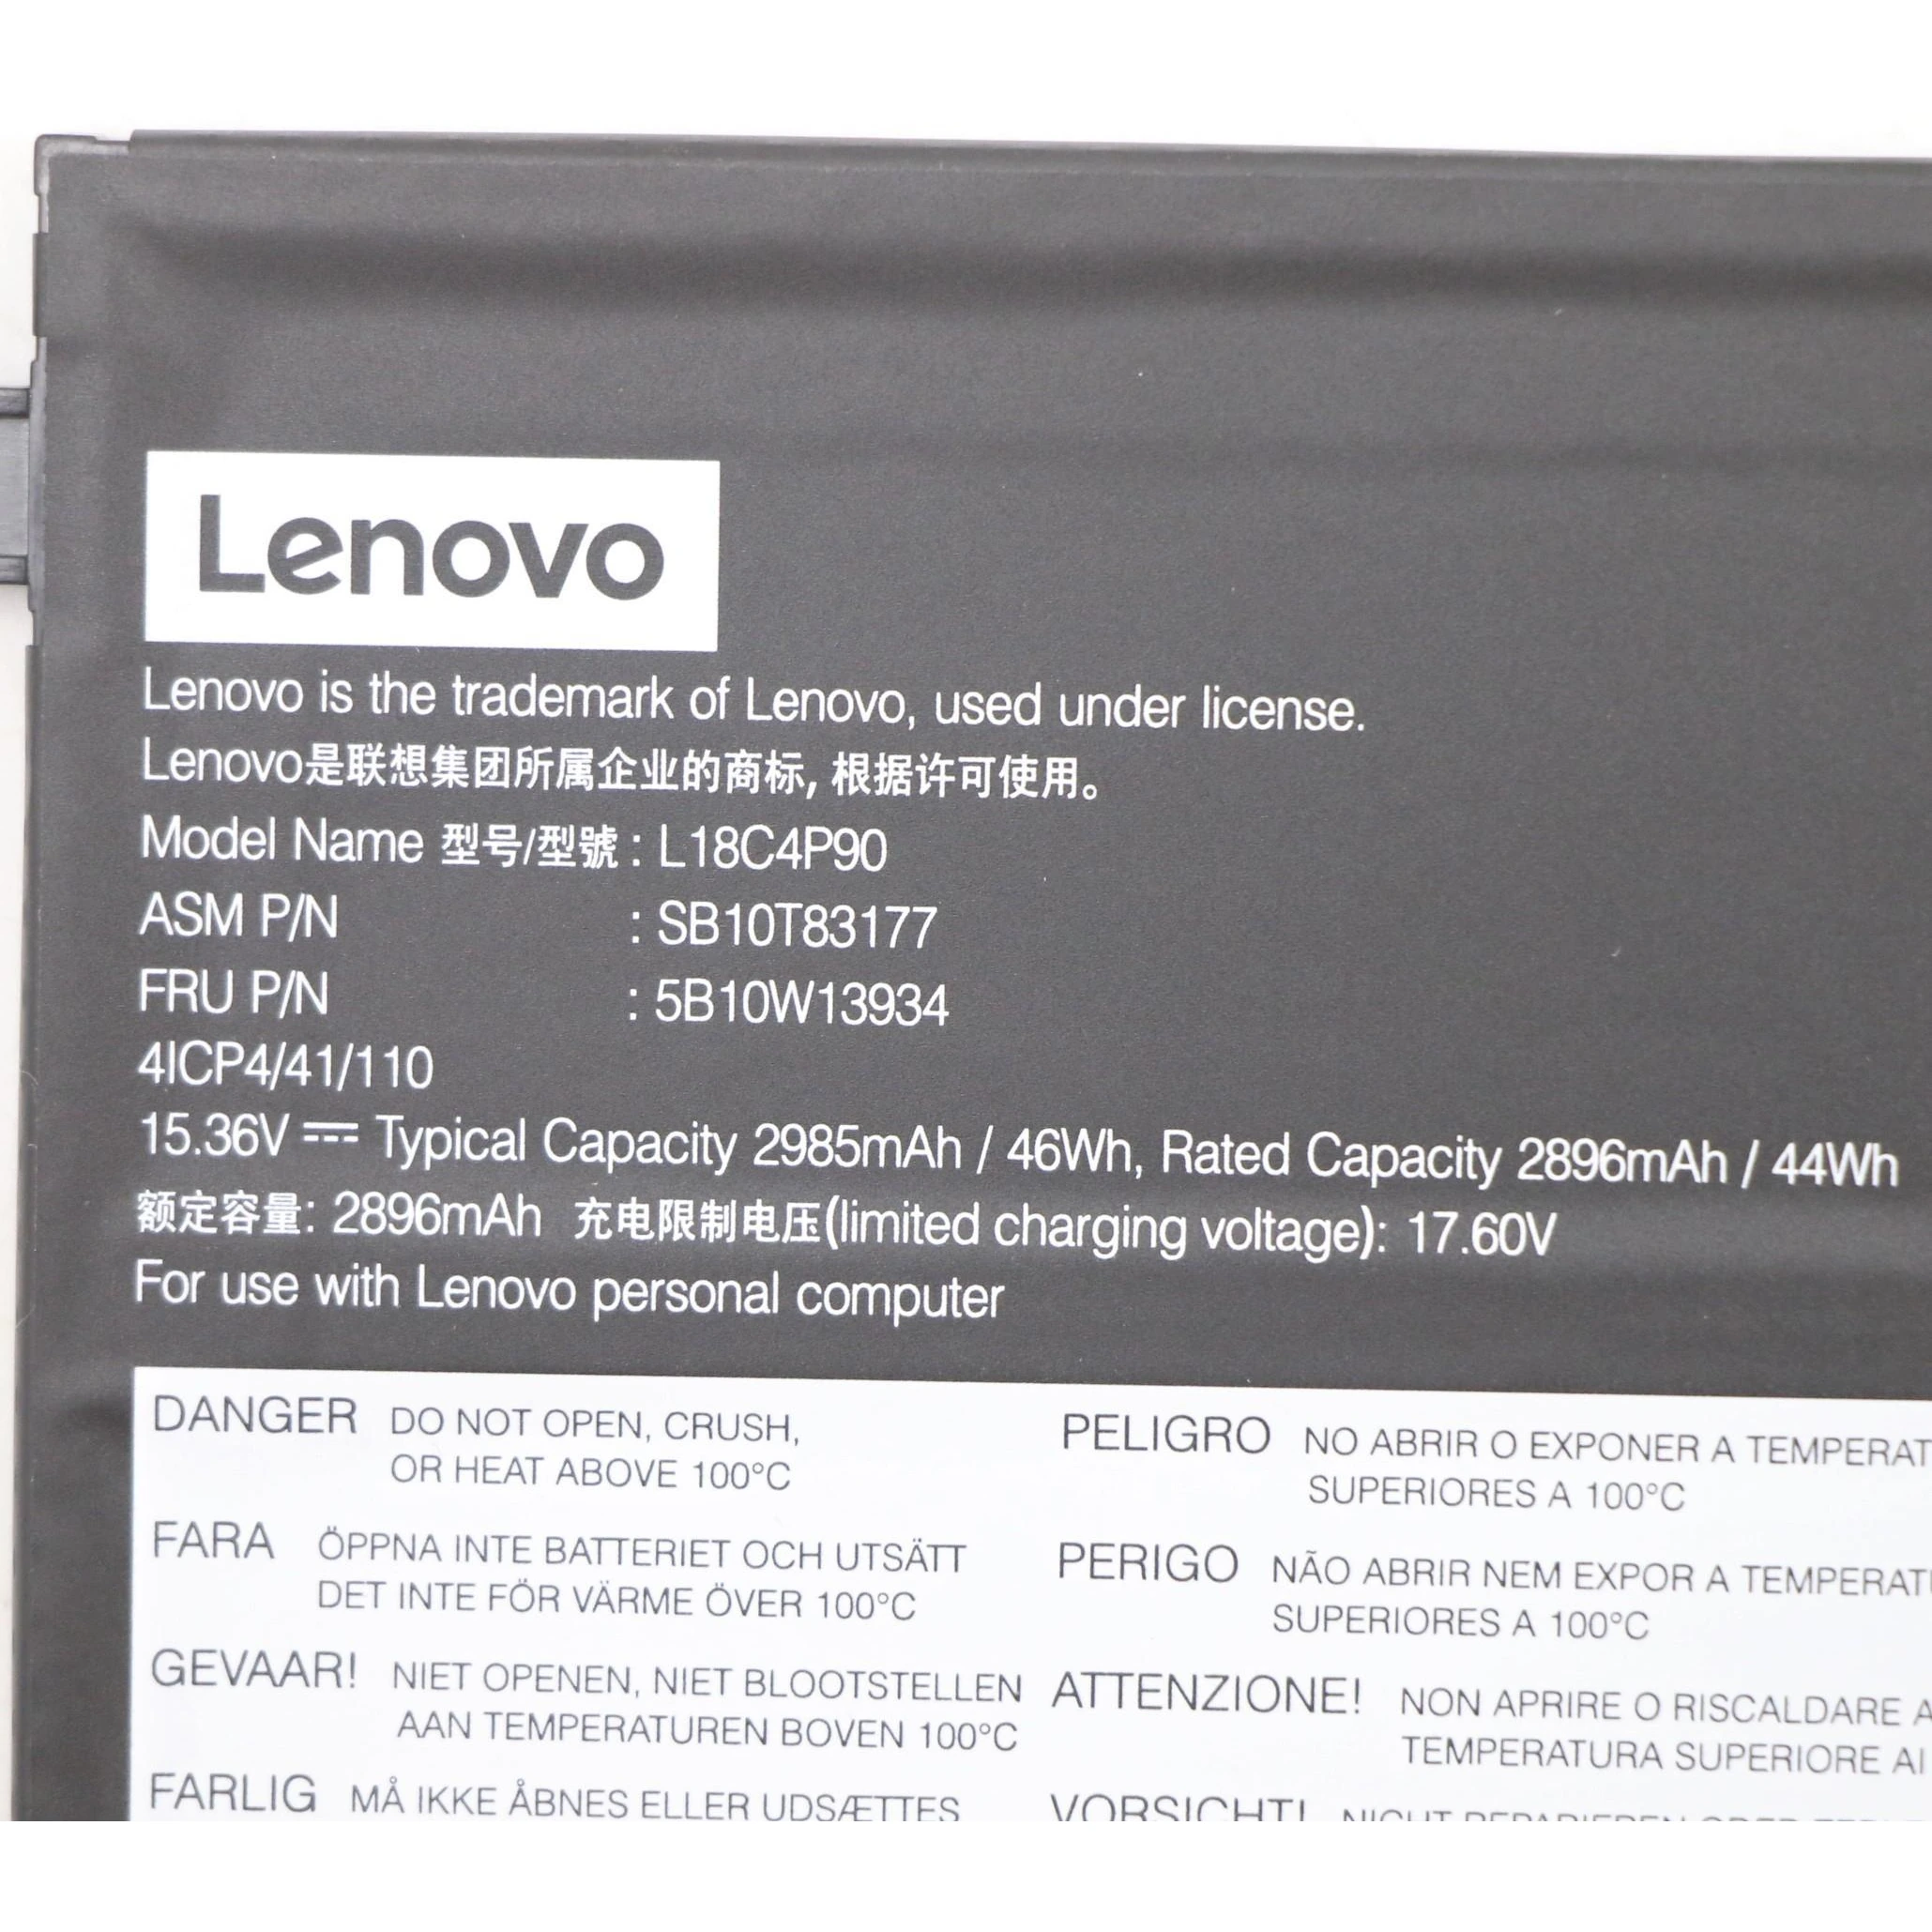 Lenovo
Lenovo is the trademark of Lenovo, used under license.
Lenovo是联想集团所属企业的商标, 根据许可使用。
Model Name 型号/型號 : L18C4P90
ASM P/N : SB10T83177
FRU P/N : 5B10W13934
4ICP4/41/110
15.36V ⎓ Typical Capacity 2985mAh / 46Wh, Rated Capacity 2896mAh / 44Wh
额定容量: 2896mAh 充电限制电压(limited charging voltage): 17.60V
For use with Lenovo personal computer
DANGER DO NOT OPEN, CRUSH,
OR HEAT ABOVE 100°C
FARA ÖPPNA INTE BATTERIET OCH UTSÄTT
DET INTE FÖR VÄRME ÖVER 100°C
GEVAAR! NIET OPENEN, NIET BLOOTSTELLEN
AAN TEMPERATUREN BOVEN 100°C
FARLIG MÅ IKKE ÅBNES ELLER UDSÆTTES
PELIGRO NO ABRIR O EXPONER A TEMPERAT
SUPERIORES A 100°C
PERIGO NÃO ABRIR NEM EXPOR A TEMPERAT
SUPERIORES A 100°C
ATTENZIONE! NON APRIRE O RISCALDARE A
TEMPERATURA SUPERIORE AI
VORSICHT! NICHT REPARIEREN ODER